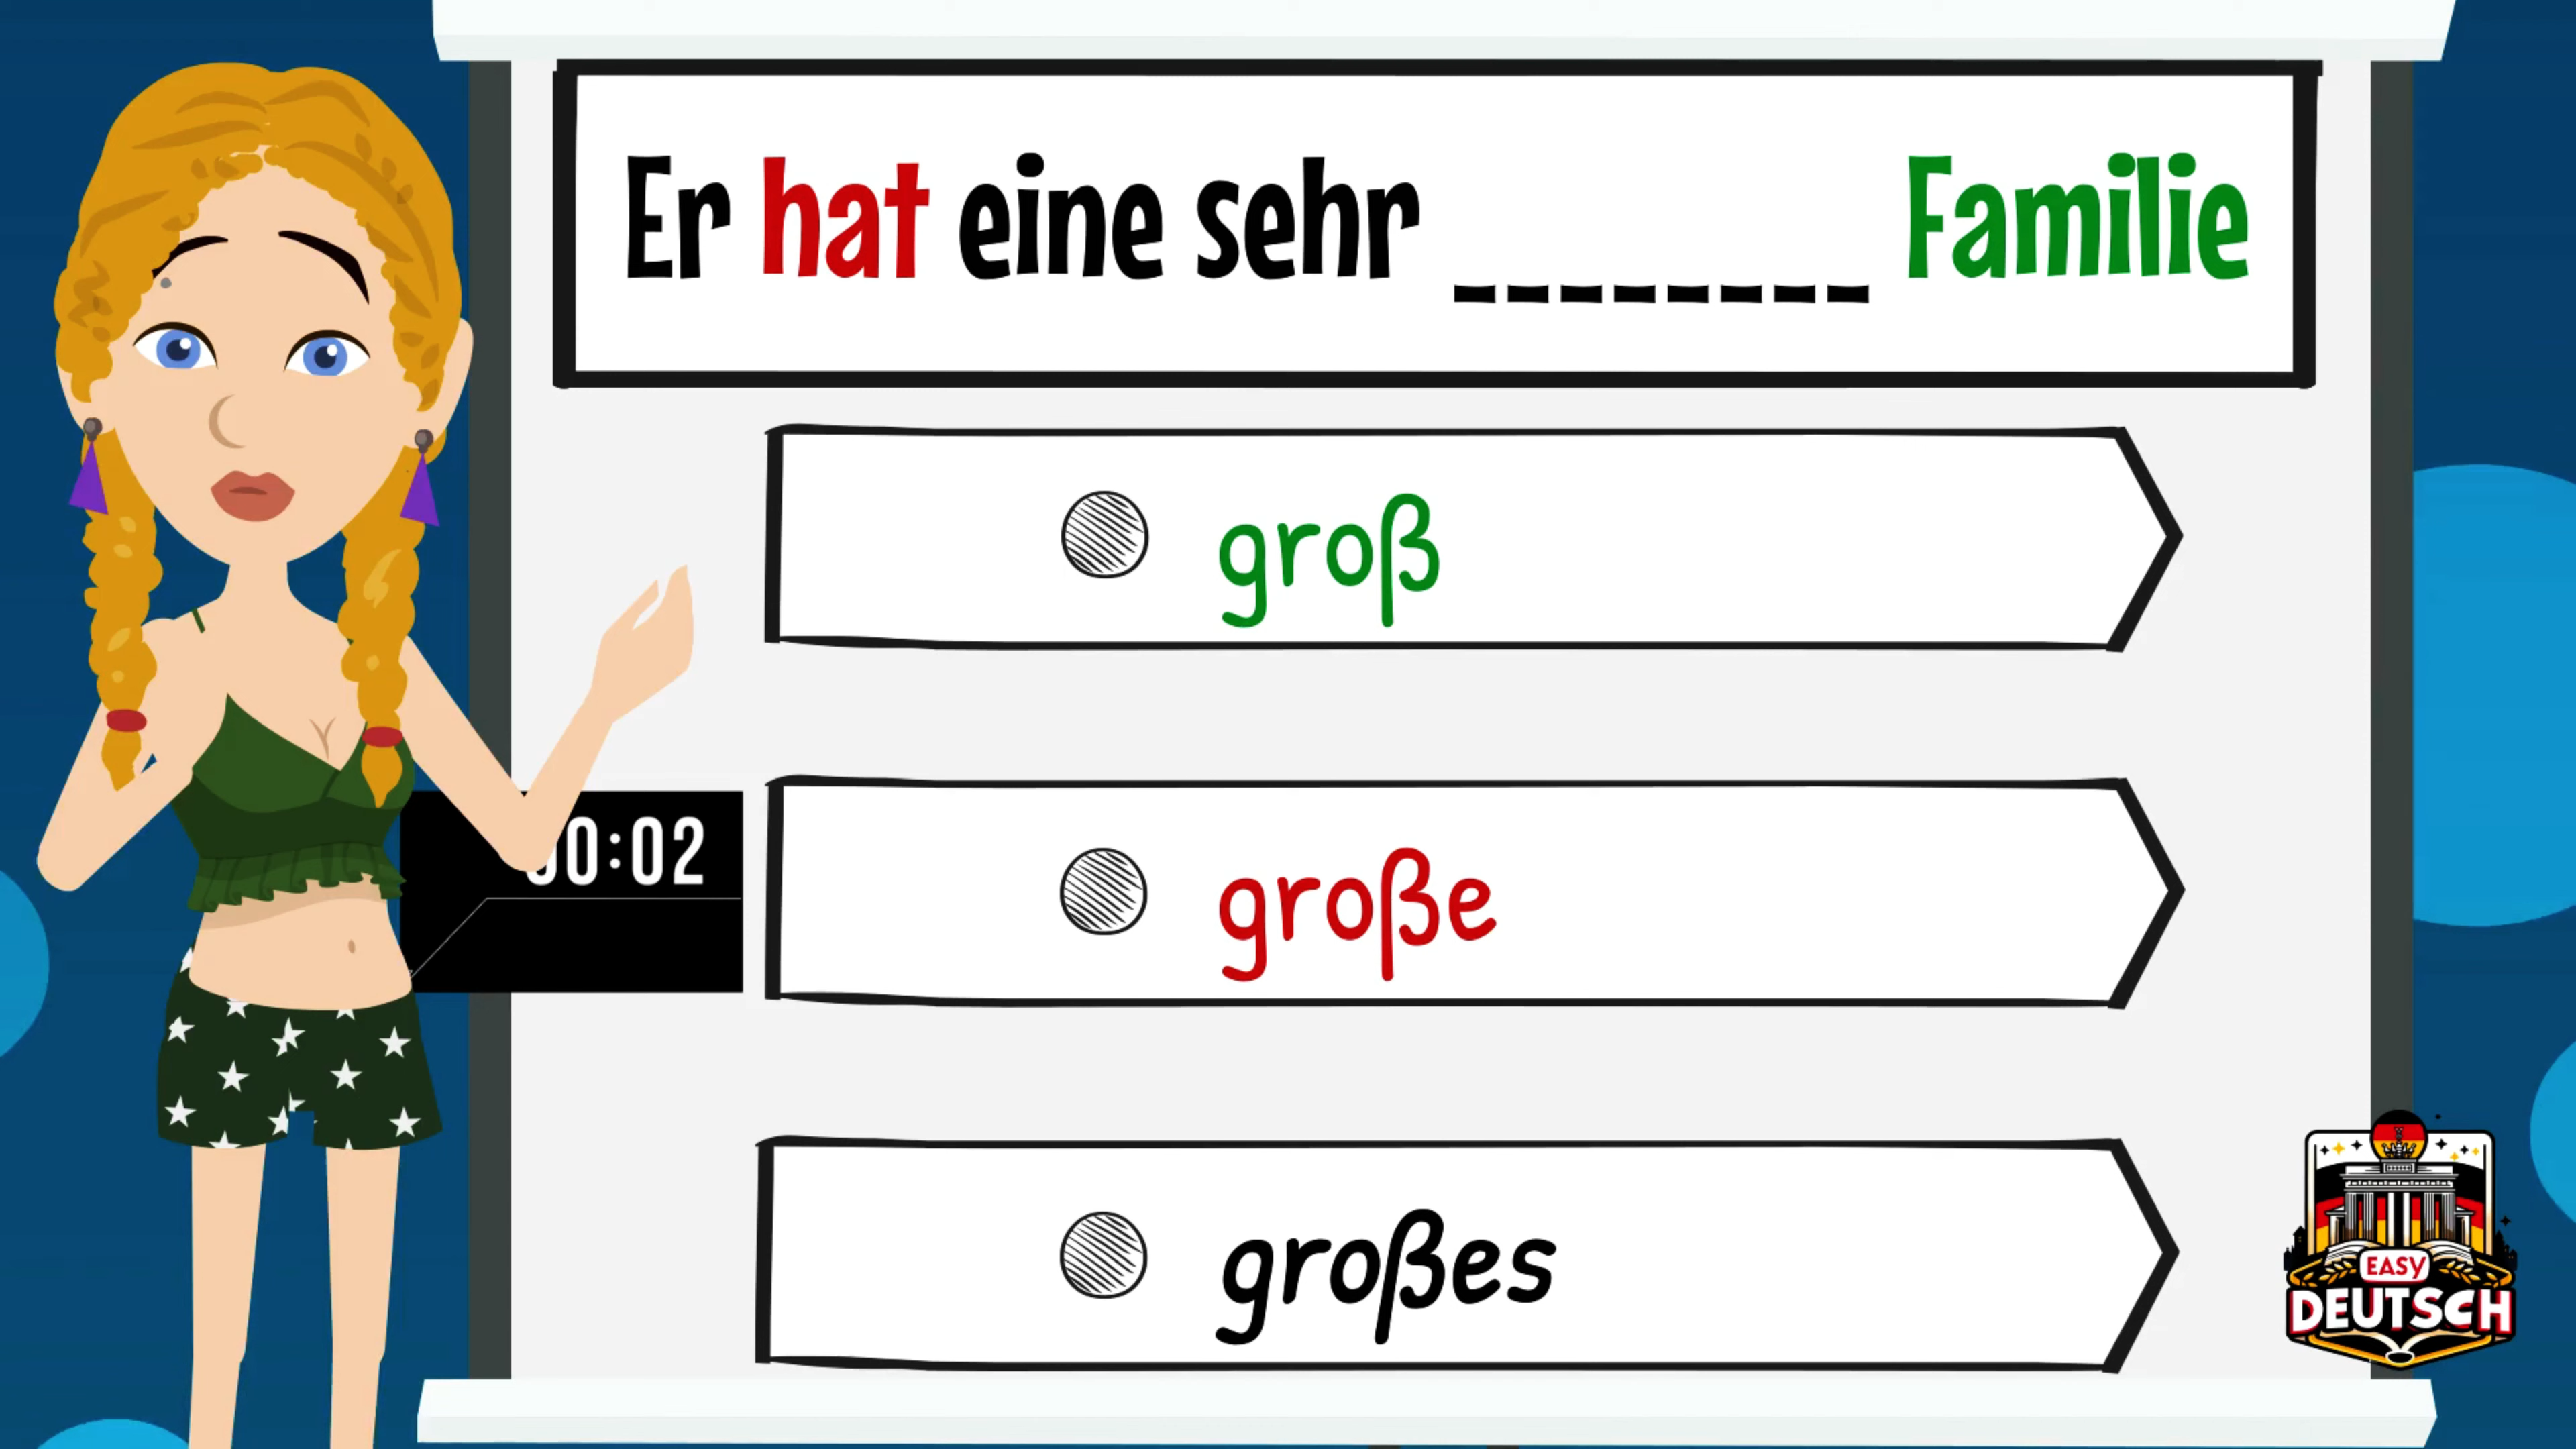 Er hat eine sehr ________ Familie
groß
00:02
große
großes
EASY
DEUTSCH